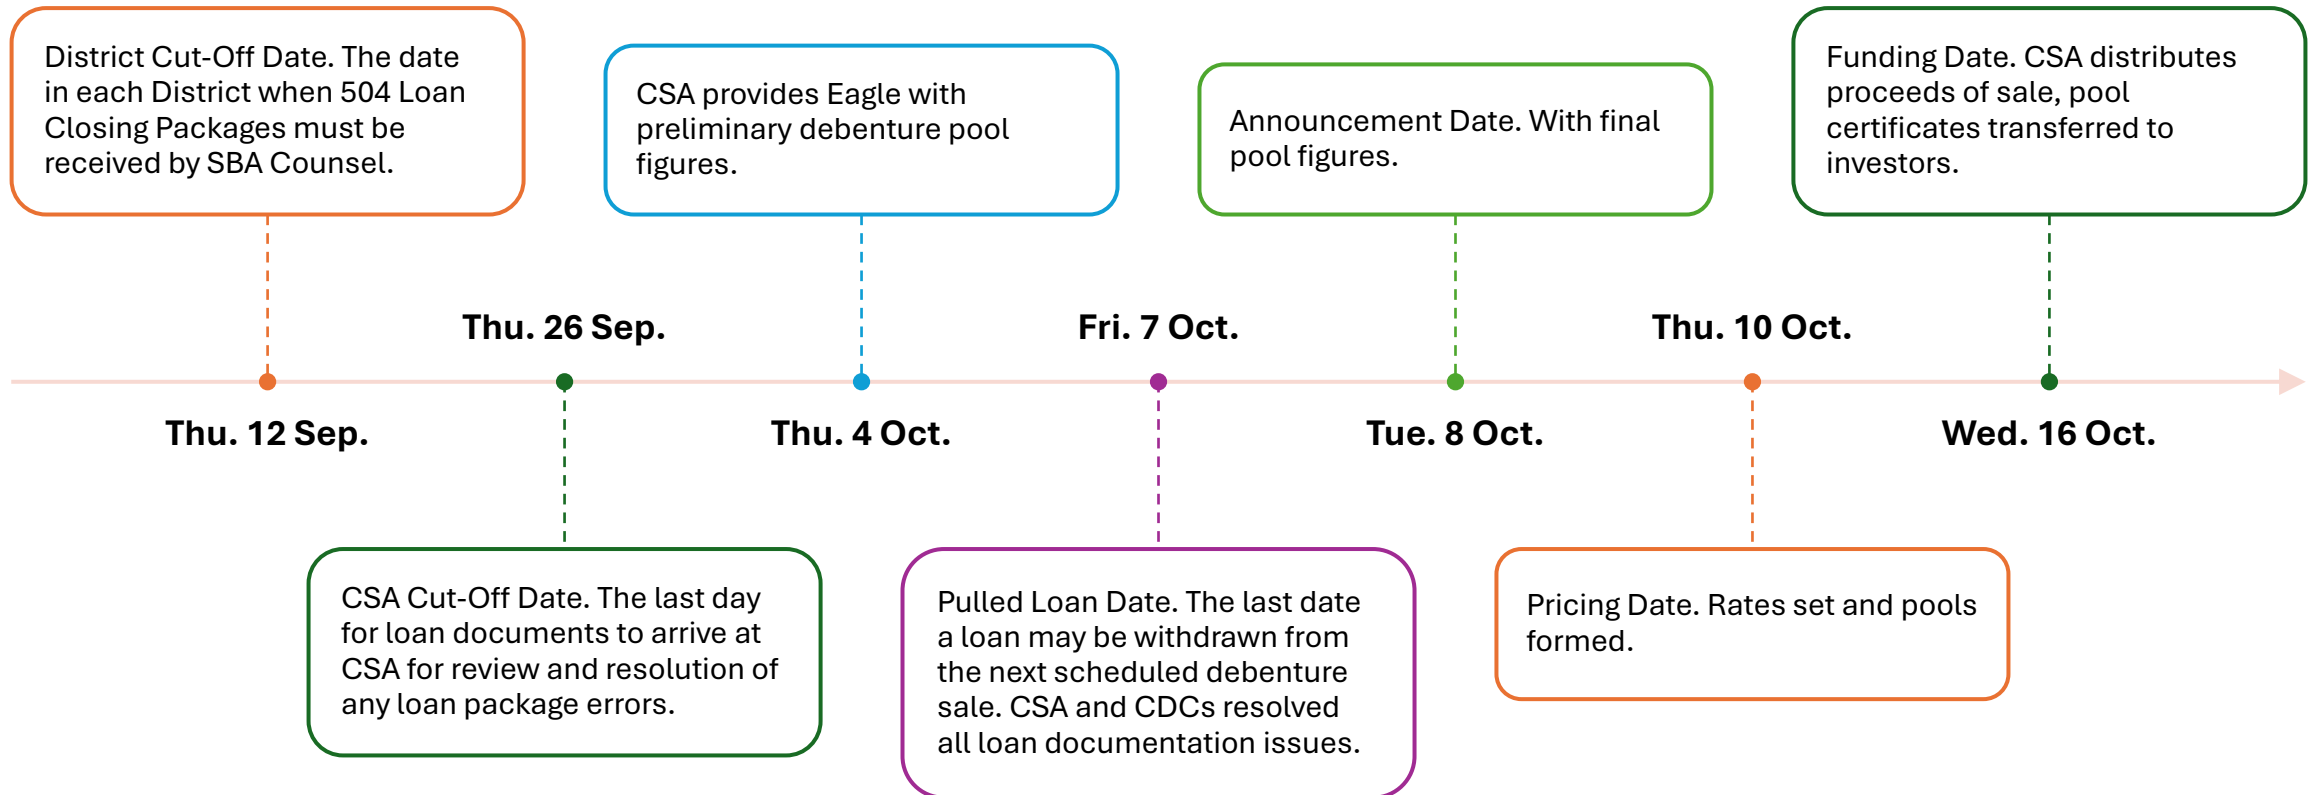 District Cut-Off Date. The date
in each District when 504 Loan
Closing Packages must be
received by SBA Counsel.
CSA provides Eagle with
preliminary debenture pool
figures.
Announcement Date. With final
pool figures.
Funding Date. CSA distributes
proceeds of sale, pool
certificates transferred to
investors.
Thu. 26 Sep.
Fri. 7 Oct.
Thu. 10 Oct.
Thu. 12 Sep.
Thu. 4 Oct.
Tue. 8 Oct.
Wed. 16 Oct.
CSA Cut-Off Date. The last day
for loan documents to arrive at
CSA for review and resolution of
any loan package errors.
Pulled Loan Date. The last date
a loan may be withdrawn from
the next scheduled debenture
sale. CSA and CDCs resolved
all loan documentation issues.
Pricing Date. Rates set and pools
formed.